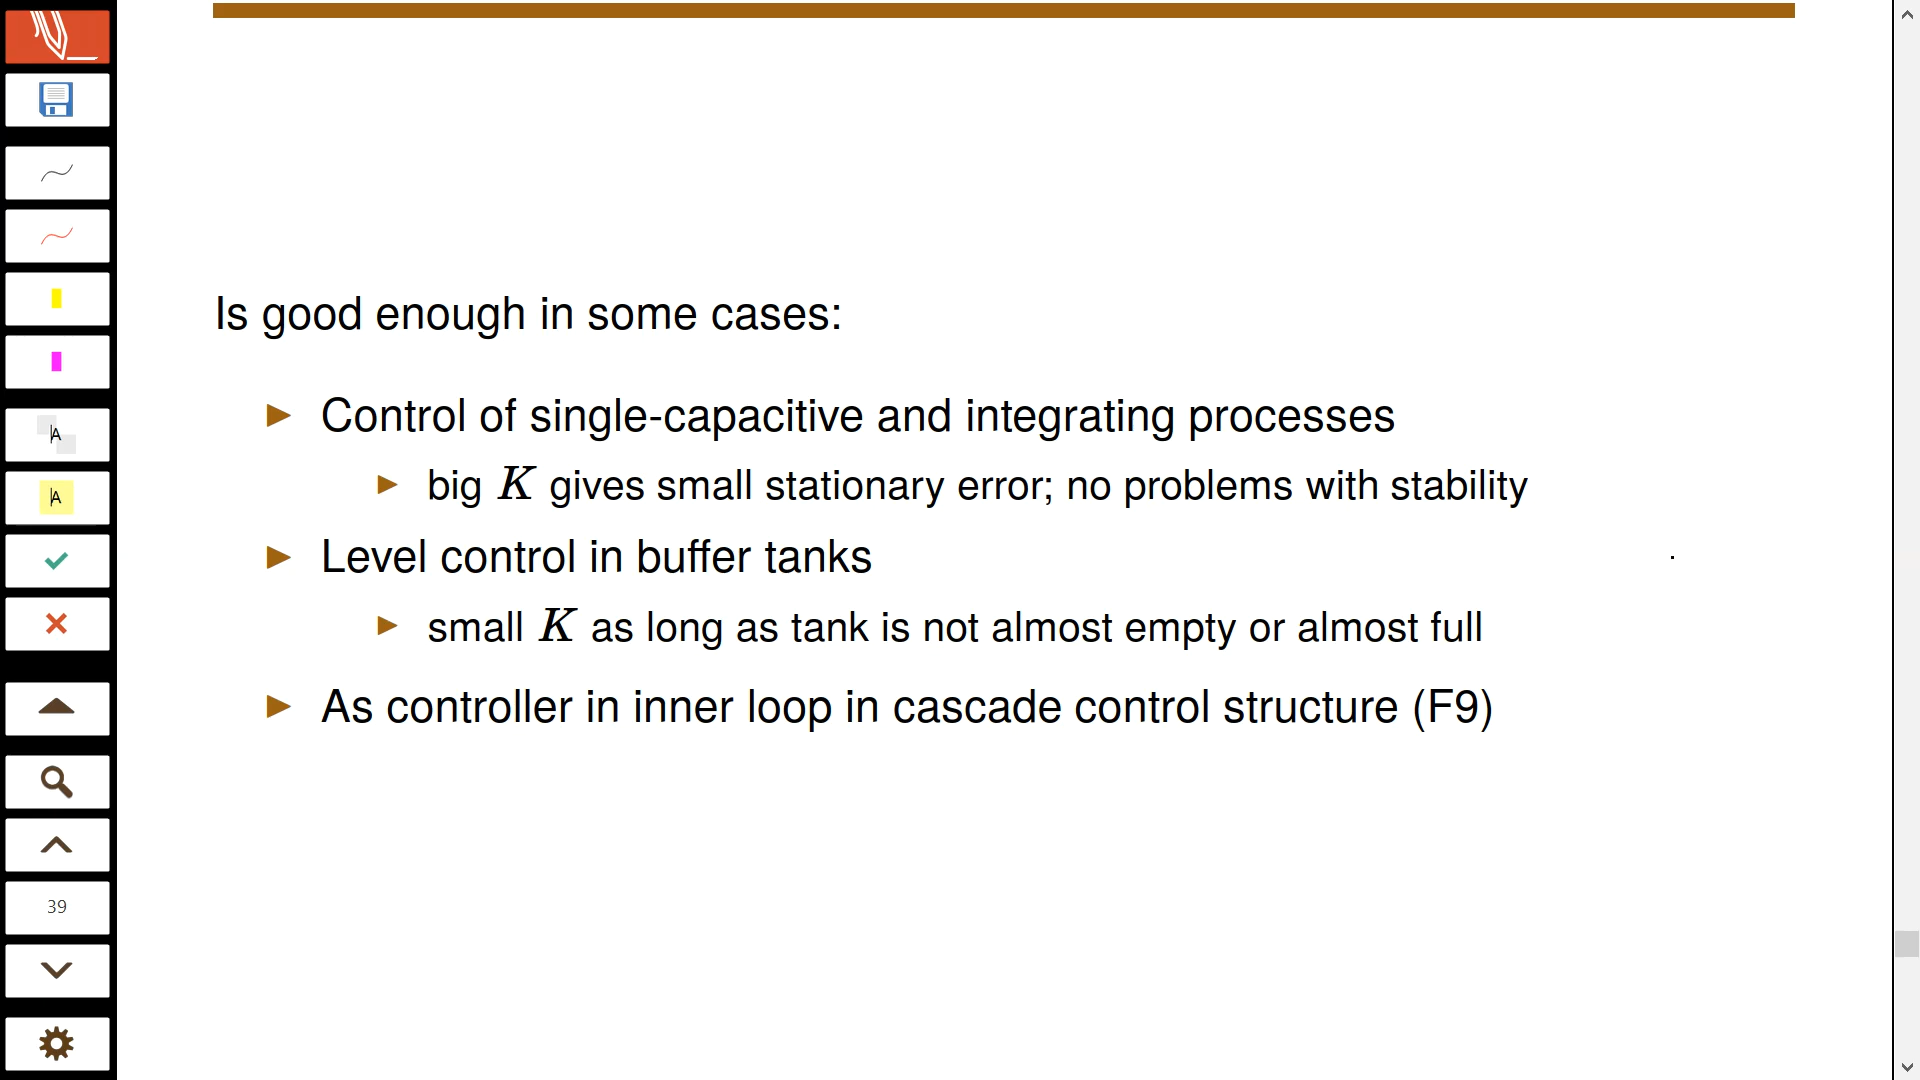 Is good enough in some cases:
► Control of single-capacitive and integrating processes
► big K gives small stationary error; no problems with stability
► Level control in buffer tanks
► small K as long as tank is not almost empty or almost full
► As controller in inner loop in cascade control structure (F9)
A
A
39